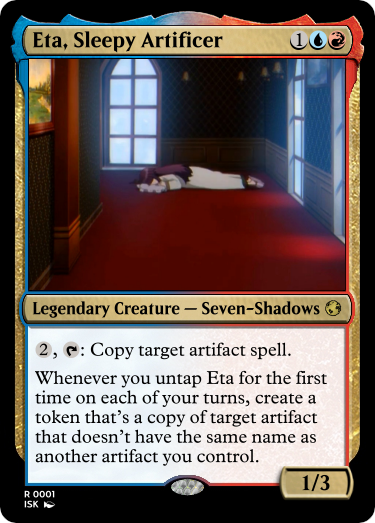 Eta, Sleepy Artificer 1
Legendary Creature — Seven-Shadows
2, : Copy target artifact spell.
Whenever you untap Eta for the first
time on each of your turns, create a
token that's a copy of target artifact
that doesn't have the same name as
another artifact you control.
1/3
R 0001
ISK